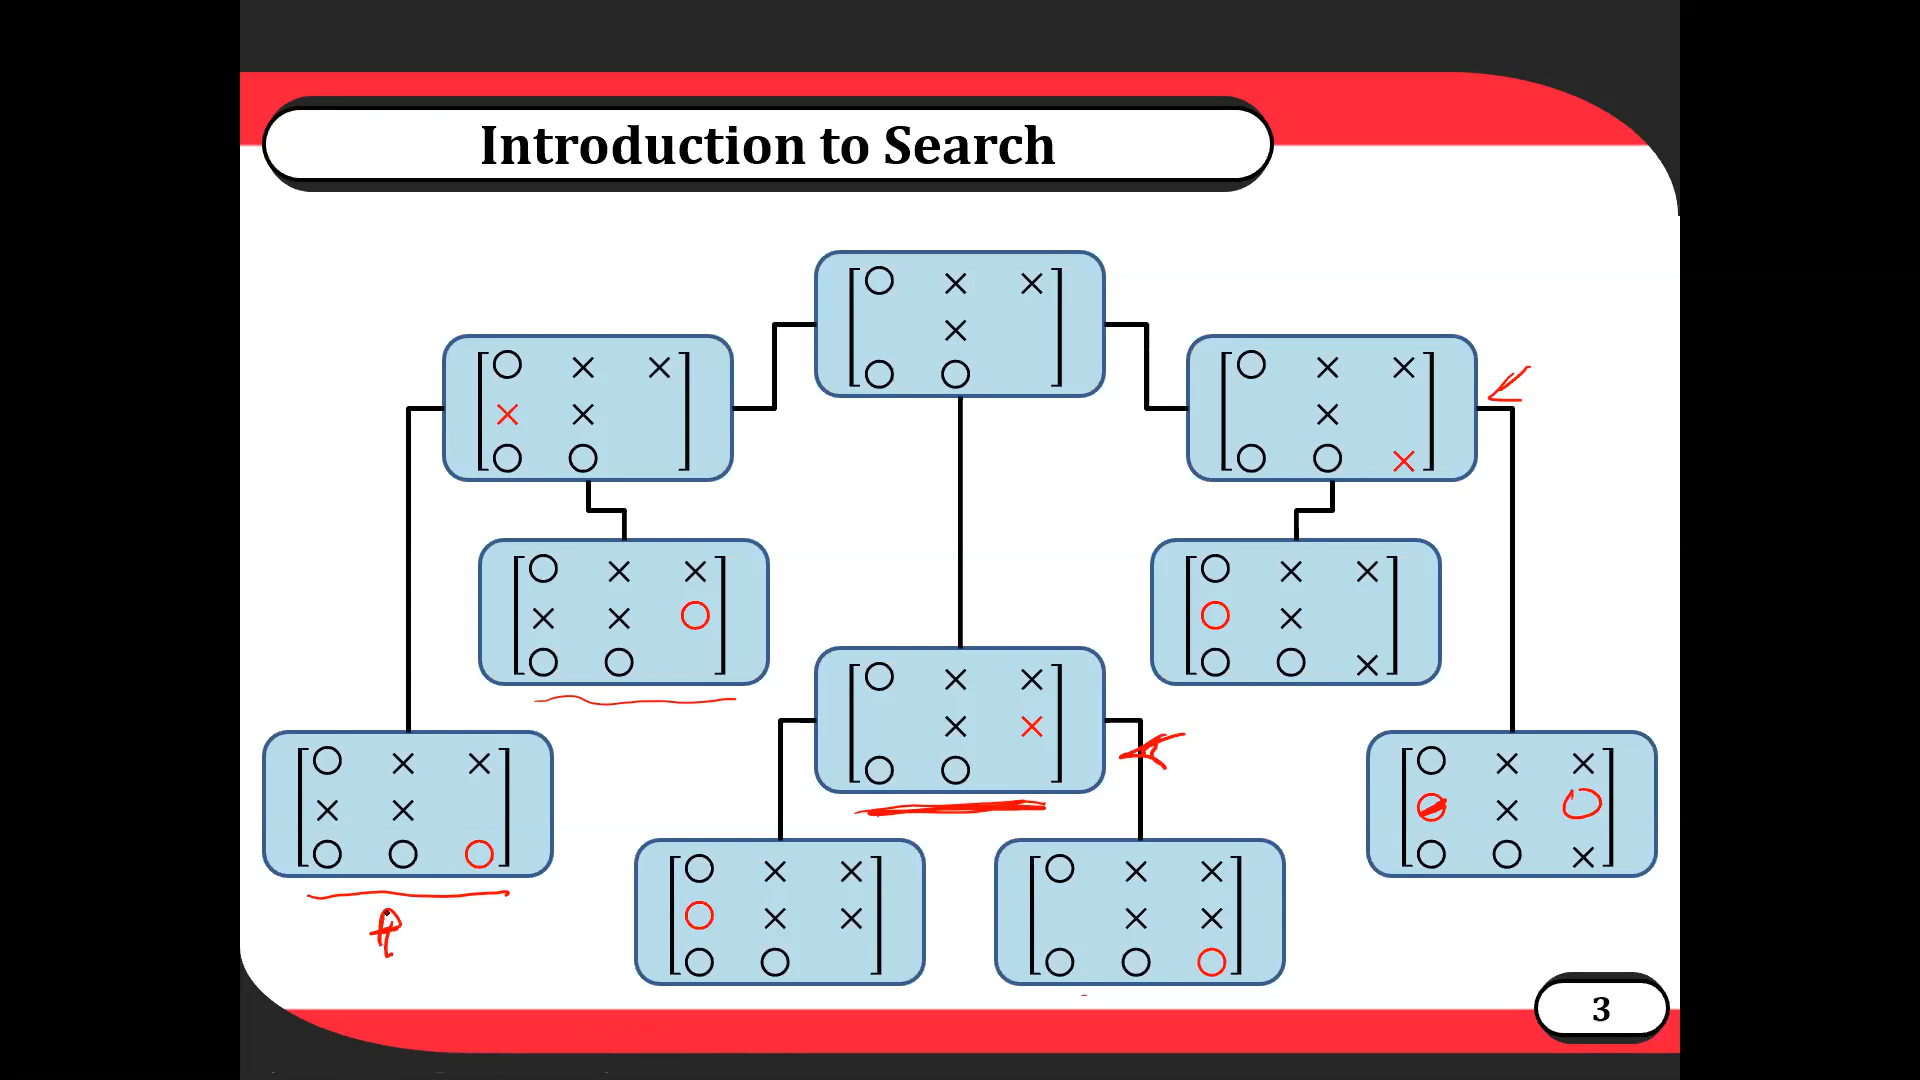 Introduction to Search
○ × ×
×
○ ○
○ × ×
× ×
○ ○
○ × ×
×
○ ○ ×
○ × ×
× × ○
○ ○
○ × ×
○ ×
○ ○ ×
○ × ×
× ×
○ ○
○ × ×
× ×
○ ○ ○
○ × ×
○ × ○
○ ○ ×
○ × ×
○ × ×
○ ○
○ × ×
× ×
○ ○ ○
3